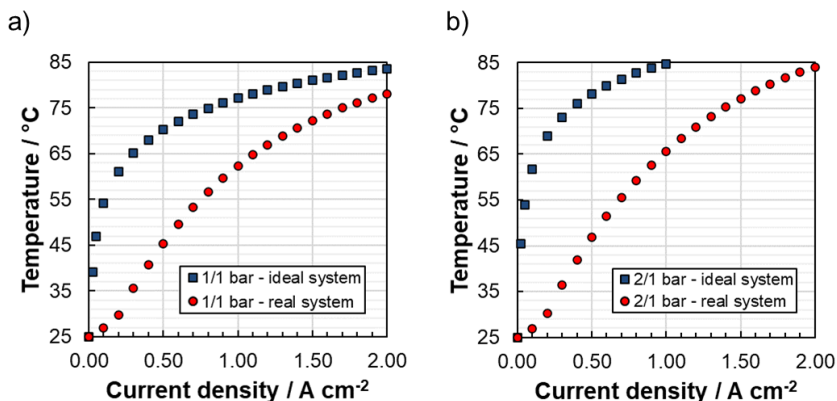 a)
85
75
65
55
45
35
25
Temperature / °C
1/1 bar - ideal system
1/1 bar - real system
0.00 0.50 1.00 1.50 2.00
Current density / A cm-2
b)
85
75
65
55
45
35
25
Temperature / °C
2/1 bar - ideal system
2/1 bar - real system
0.00 0.50 1.00 1.50 2.00
Current density / A cm-2